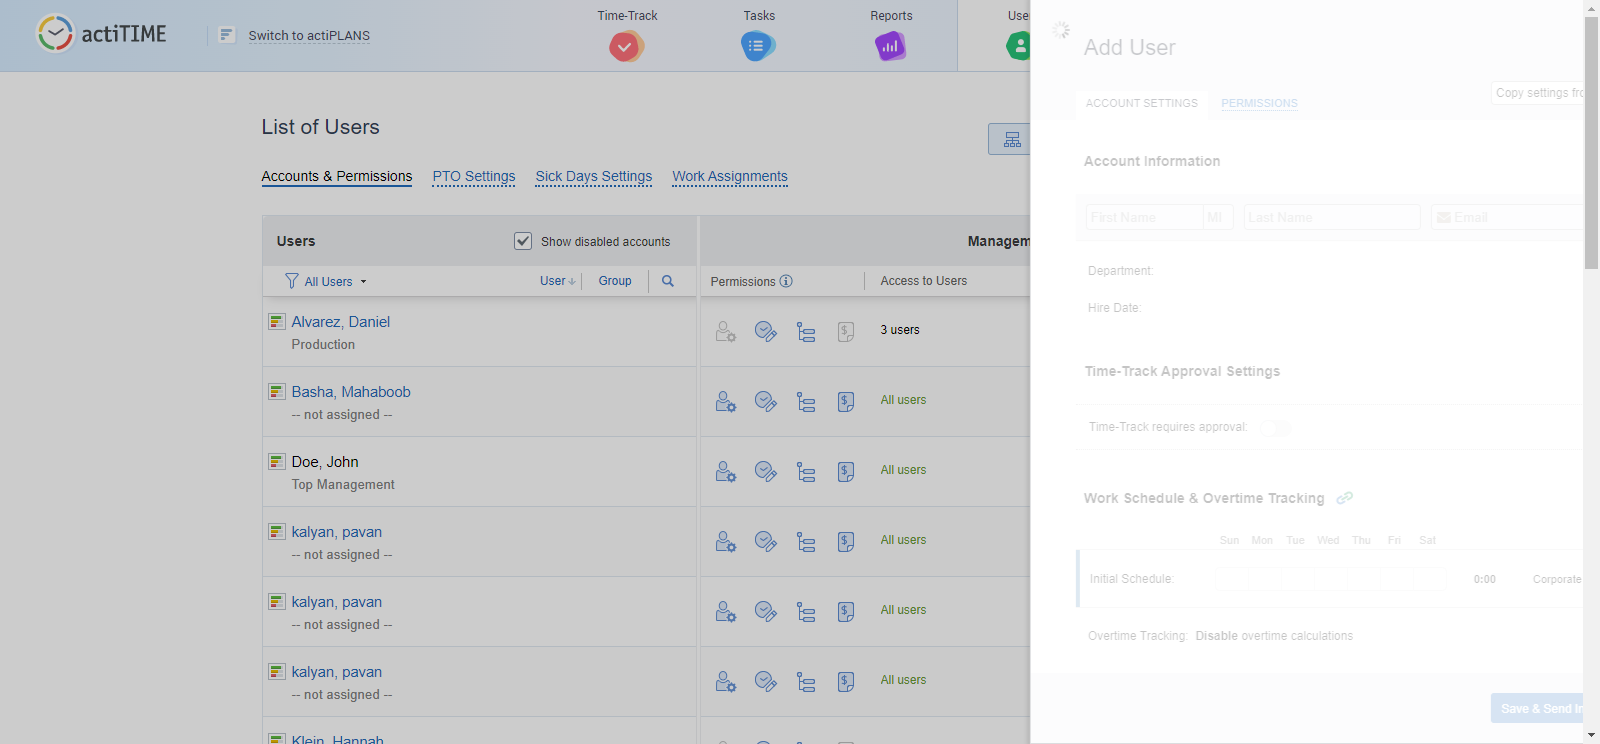 actiTIME
Switch to actiPLANS
Time-Track
Tasks
Reports
Use
List of Users
Accounts & Permissions
PTO Settings
Sick Days Settings
Work Assignments
Users
Show disabled accounts
Managem
All Users
User
Group
Permissions
Access to Users
Alvarez, Daniel
Production
3 users
Basha, Mahaboob
-- not assigned --
All users
Doe, John
Top Management
All users
kalyan, pavan
-- not assigned --
All users
kalyan, pavan
-- not assigned --
All users
kalyan, pavan
-- not assigned --
All users
Klein, Hannah
Add User
Copy settings fro
ACCOUNT SETTINGS
PERMISSIONS
Account Information
First Name
MI
Last Name
Email
Department:
Hire Date:
Time-Track Approval Settings
Time-Track requires approval:
Work Schedule & Overtime Tracking
Sun Mon Tue Wed Thu Fri Sat
Initial Schedule:
0:00
Corporate
Overtime Tracking: Disable overtime calculations
Save & Send In